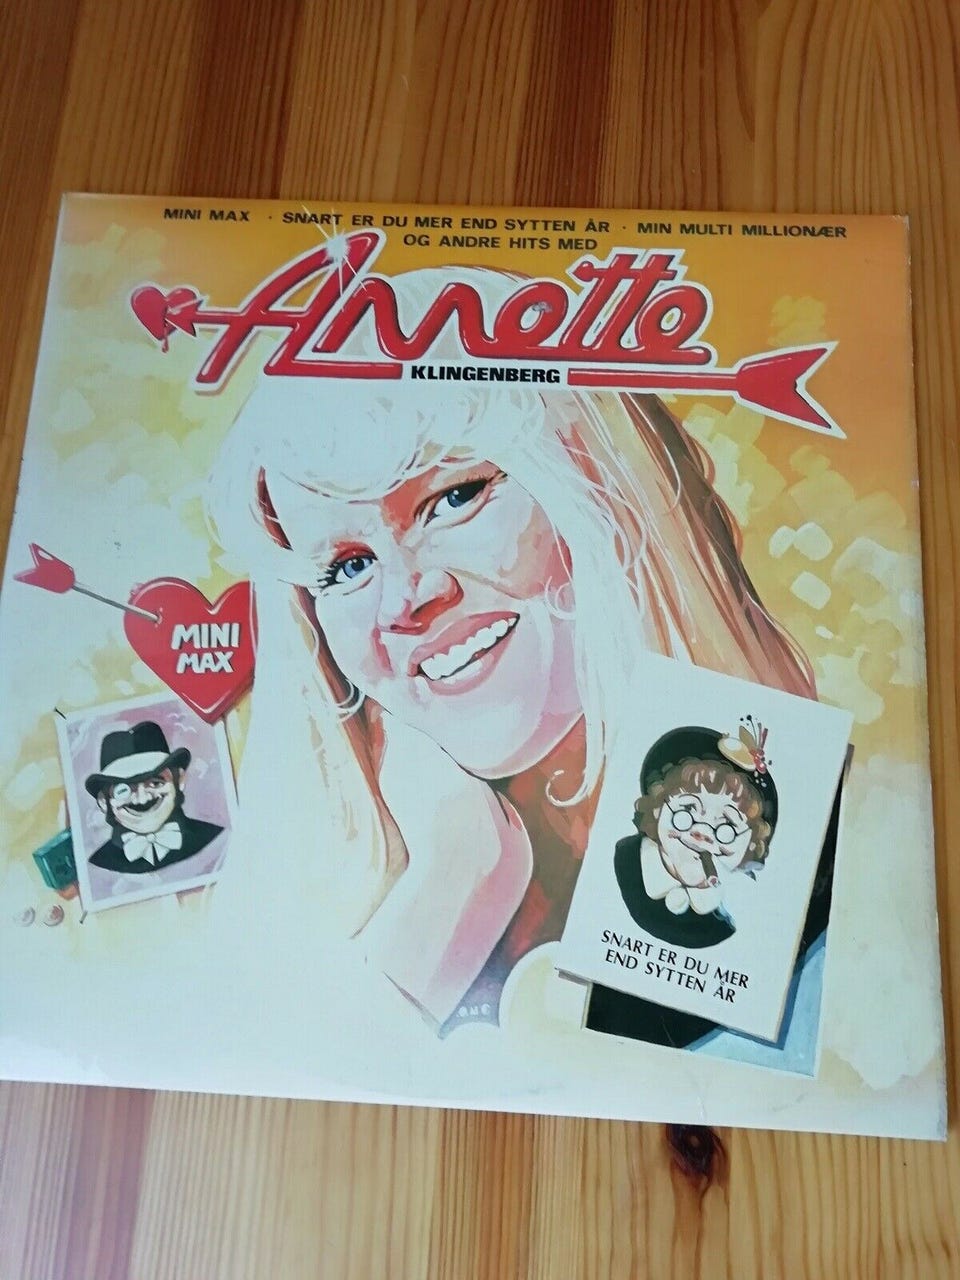 MINI MAX · SNART ER DU MER END SYTTEN ÅR · MIN MULTI MILLIONÆR
OG ANDRE HITS MED
Annette
KLINGENBERG
MINI
MAX
SNART ER DU MER
END SYTTEN ÅR